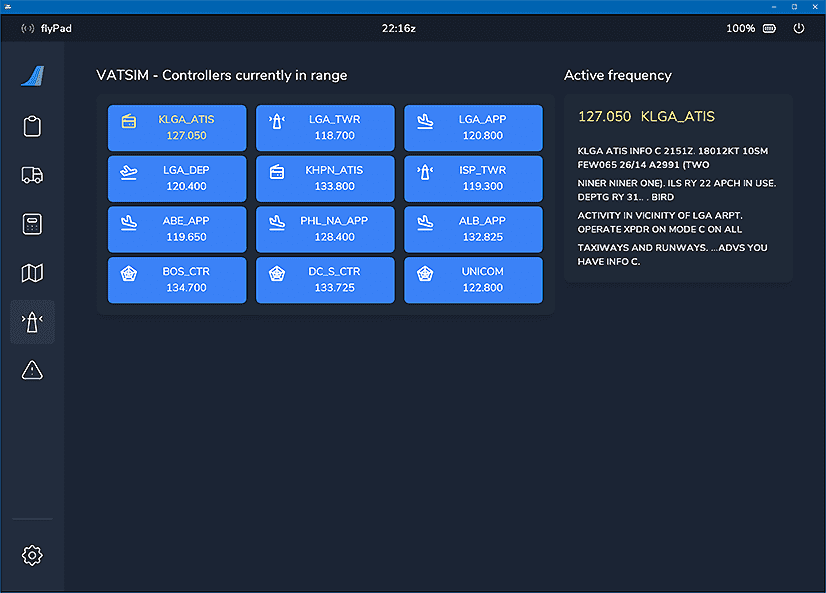 flyPad
22:16z
100%
VATSIM - Controllers currently in range
KLGA_ATIS
127.050
LGA_TWR
118.700
LGA_APP
120.800
LGA_DEP
120.400
KHPN_ATIS
133.800
ISP_TWR
119.300
ABE_APP
119.650
PHL_NA_APP
128.400
ALB_APP
132.825
BOS_CTR
134.700
DC_S_CTR
133.725
UNICOM
122.800
Active frequency
127.050 KLGA_ATIS
KLGA ATIS INFO C 2151Z. 18012KT 10SM
FEW065 26/14 A2991 (TWO
NINER NINER ONE). ILS RY 22 APCH IN USE.
DEPTG RY 31.. . BIRD
ACTIVITY IN VICINITY OF LGA ARPT.
OPERATE XPDR ON MODE C ON ALL
TAXIWAYS AND RUNWAYS. ...ADVS YOU
HAVE INFO C.